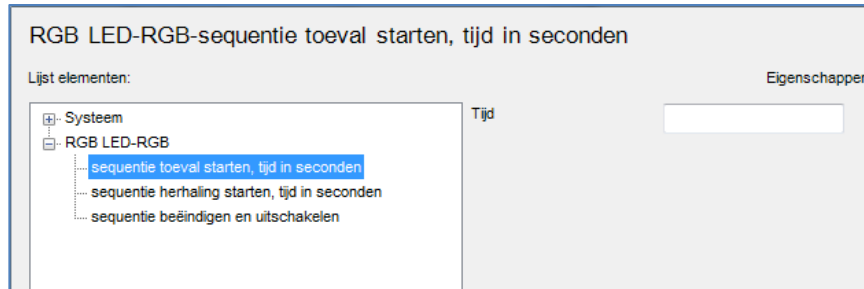 RGB LED-RGB-sequentie toeval starten, tijd in seconden
Lijst elementen:
Eigenschapper
Systeem
Tijd
RGB LED-RGB
sequentie toeval starten, tijd in seconden
sequentie herhaling starten, tijd in seconden
sequentie beëindigen en uitschakelen